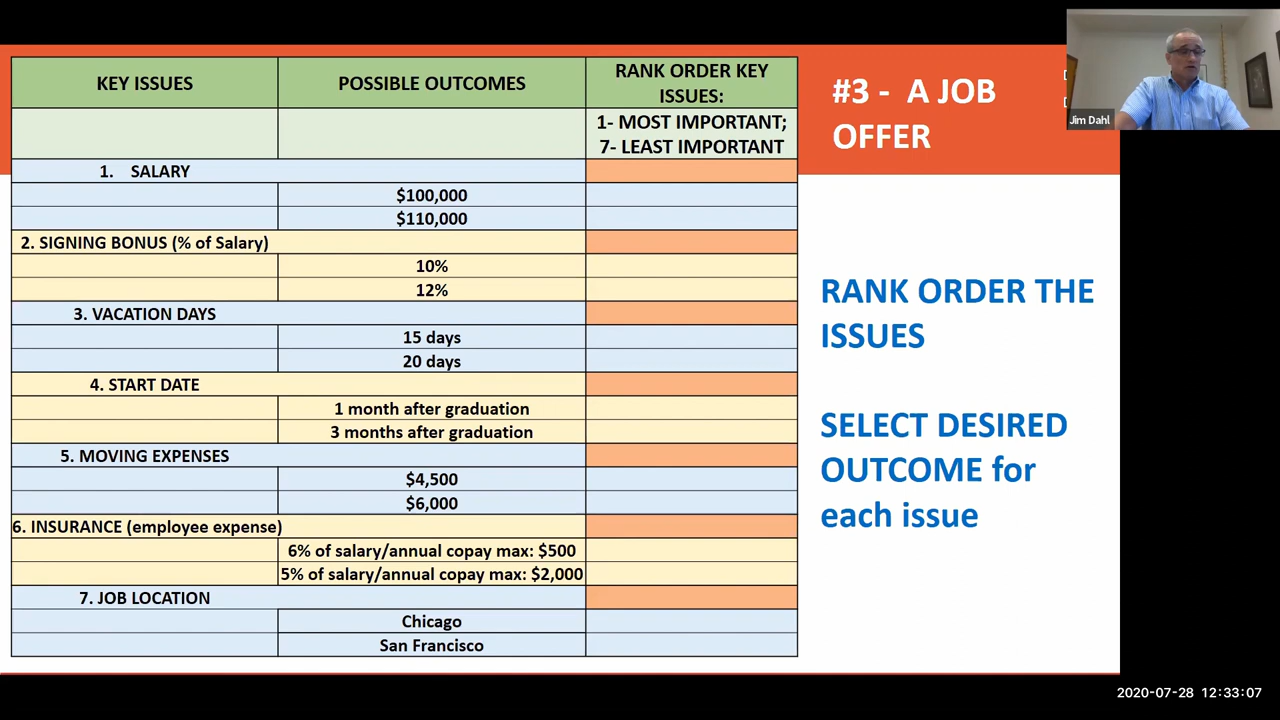 KEY ISSUES
POSSIBLE OUTCOMES
RANK ORDER KEY
ISSUES:
1- MOST IMPORTANT;
7- LEAST IMPORTANT
1. SALARY
$100,000
$110,000
2. SIGNING BONUS (% of Salary)
10%
12%
3. VACATION DAYS
15 days
20 days
4. START DATE
1 month after graduation
3 months after graduation
5. MOVING EXPENSES
$4,500
$6,000
6. INSURANCE (employee expense)
6% of salary/annual copay max: $500
5% of salary/annual copay max: $2,000
7. JOB LOCATION
Chicago
San Francisco
#3 - A JOB
OFFER
RANK ORDER THE
ISSUES
SELECT DESIRED
OUTCOME for
each issue
Jim Dahl
2020-07-28 12:33:07